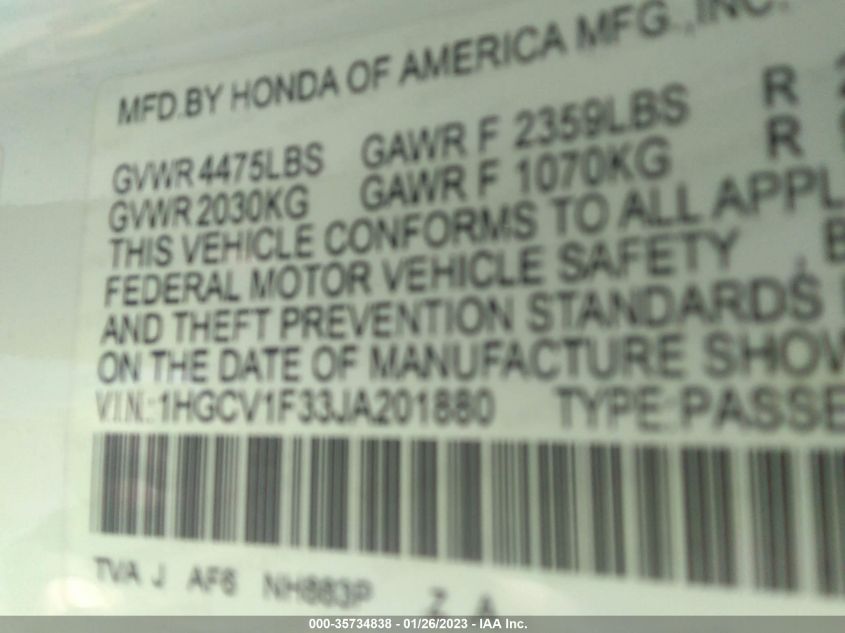 MFD.BY HONDA OF AMERICA MFG.,INC.
GVWR 4475LBS GAWR F 2359LBS R
GVWR 2030KG GAWR F 1070KG R
THIS VEHICLE CONFORMS TO ALL APPL
FEDERAL MOTOR VEHICLE SAFETY , B
AND THEFT PREVENTION STANDARDS
ON THE DATE OF MANUFACTURE SHOW
V.I.N.:1HGCV1F33JA201880 TYPE:PASSE
TVA J AF6 NH883P Z A
000-35734838 - 01/26/2023 - IAA Inc.